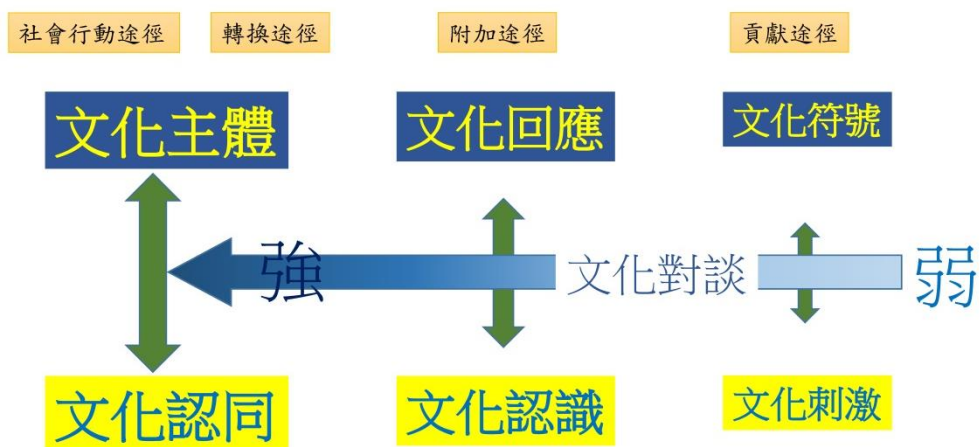 社會行動途徑
轉換途徑
附加途徑
貢獻途徑
文化主體
文化回應
文化符號
強
文化對談
弱
文化認同
文化認識
文化刺激